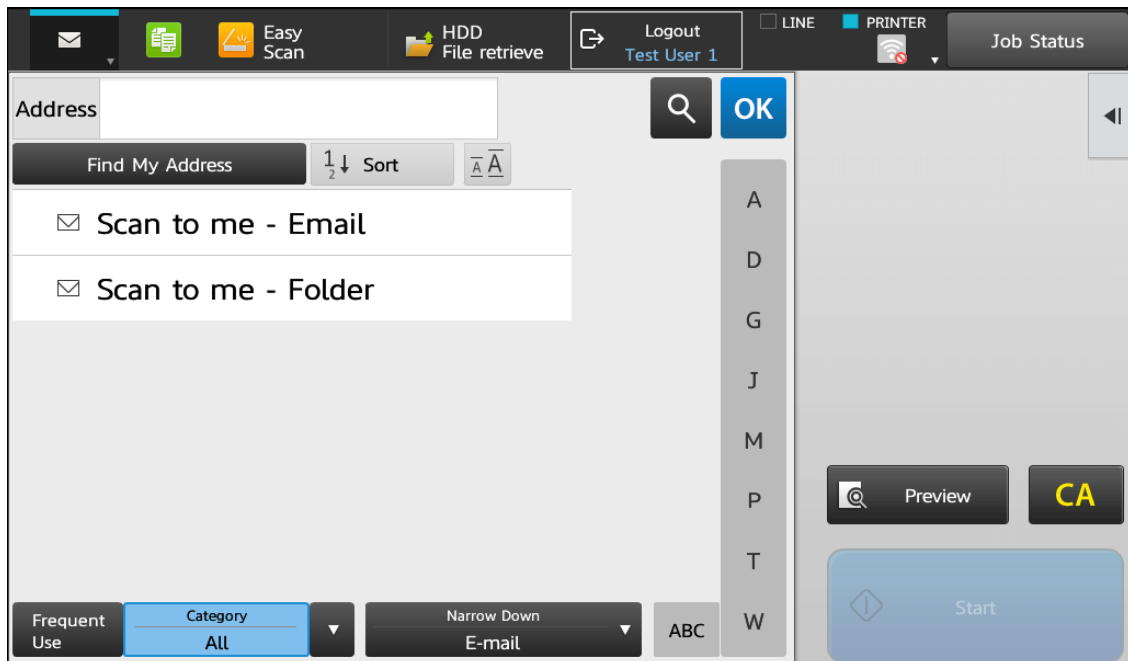 Easy
Scan
HDD
File retrieve
Logout
Test User 1
LINE
PRINTER
Job Status
Address
OK
Find My Address
1
2
Sort
A A
Scan to me - Email
Scan to me - Folder
A
D
G
J
M
P
T
W
Preview
CA
Start
Frequent
Use
Category
All
Narrow Down
E-mail
ABC